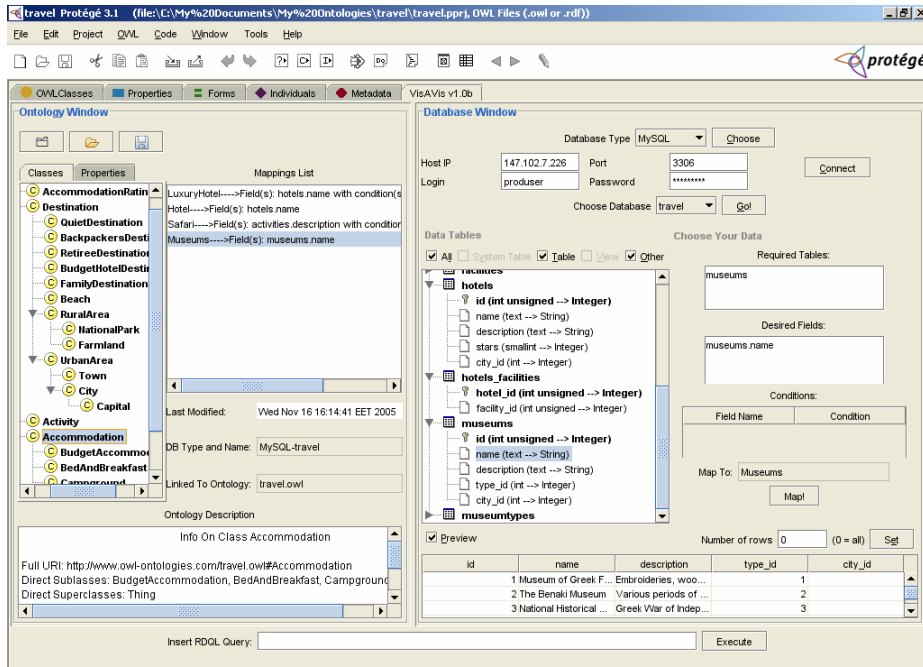 travel Protégé 3.1 (file:\C:\My%20Documents\My%20Ontologies\travel\travel.pprj, OWL Files (.owl or .rdf))
File Edit Project OWL Code Window Tools Help
protégé
OWLClasses Properties Forms Individuals Metadata VisAVis v1.0b
Ontology Window
Classes Properties
AccommodationRatin
Destination
QuietDestination
BackpackersDesti
RetireeDestination
BudgetHotelDestin
FamilyDestination
Beach
RuralArea
NationalPark
Farmland
UrbanArea
Town
City
Capital
Activity
Accommodation
BudgetAccommod
BedAndBreakfast
Campground
Mappings List
LuxuryHotel---->Field(s): hotels.name with condition(s
Hotel---->Field(s): hotels.name
Safari---->Field(s): activities.description with condition
Museums---->Field(s): museums.name
Last Modified: Wed Nov 16 16:14:41 EET 2005
DB Type and Name: MySQL-travel
Linked To Ontology: travel.owl
Ontology Description
Info On Class Accommodation
Full URI: http://www.owl-ontologies.com/travel.owl#Accommodation
Direct Sublasses: BudgetAccommodation, BedAndBreakfast, Campground
Direct Superclasses: Thing
Database Window
Database Type MySQL Choose
Host IP 147.102.7.226 Port 3306
Connect
Login produser Password *********
Choose Database travel Go!
Data Tables
All System Table Table View Other
facilities
hotels
id (int unsigned --> Integer)
name (text --> String)
description (text --> String)
stars (smallint --> Integer)
city_id (int --> Integer)
hotels_facilities
hotel_id (int unsigned --> Integer)
facility_id (int unsigned --> Integer)
museums
id (int unsigned --> Integer)
name (text --> String)
description (text --> String)
type_id (int --> Integer)
city_id (int --> Integer)
museumtypes
Choose Your Data
Required Tables:
museums
Desired Fields:
museums.name
Conditions:
Field Name Condition
Map To: Museums
Map!
Preview Number of rows 0 (0 = all) Set
id name description type_id city_id
1 Museum of Greek F... Embroideries, woo... 1
2 The Benaki Museum Various periods of ... 2
3 National Historical ... Greek War of Indep... 3
Insert RDQL Query: Execute